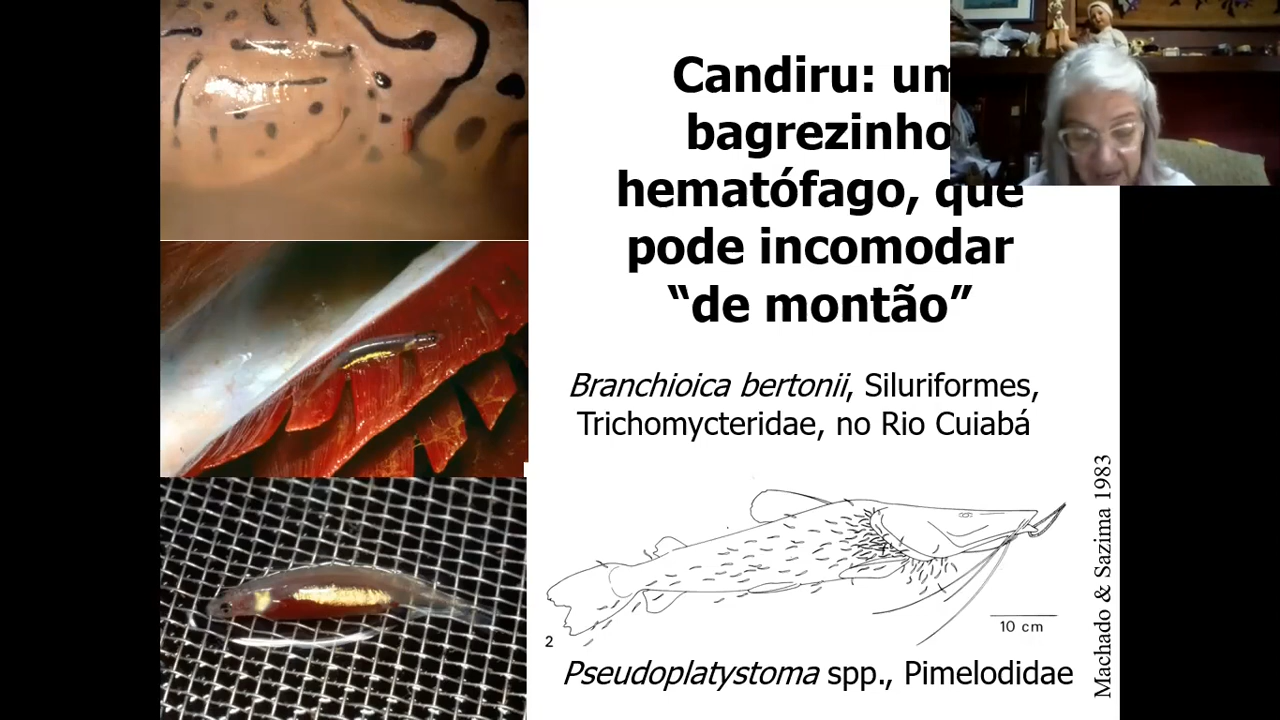 Candiru: um
bagrezinho
hematófago, que
pode incomodar
“de montão”
Branchioica bertonii, Siluriformes,
Trichomycteridae, no Rio Cuiabá
10 cm
2
Pseudoplatystoma spp., Pimelodidae
Machado & Sazima 1983